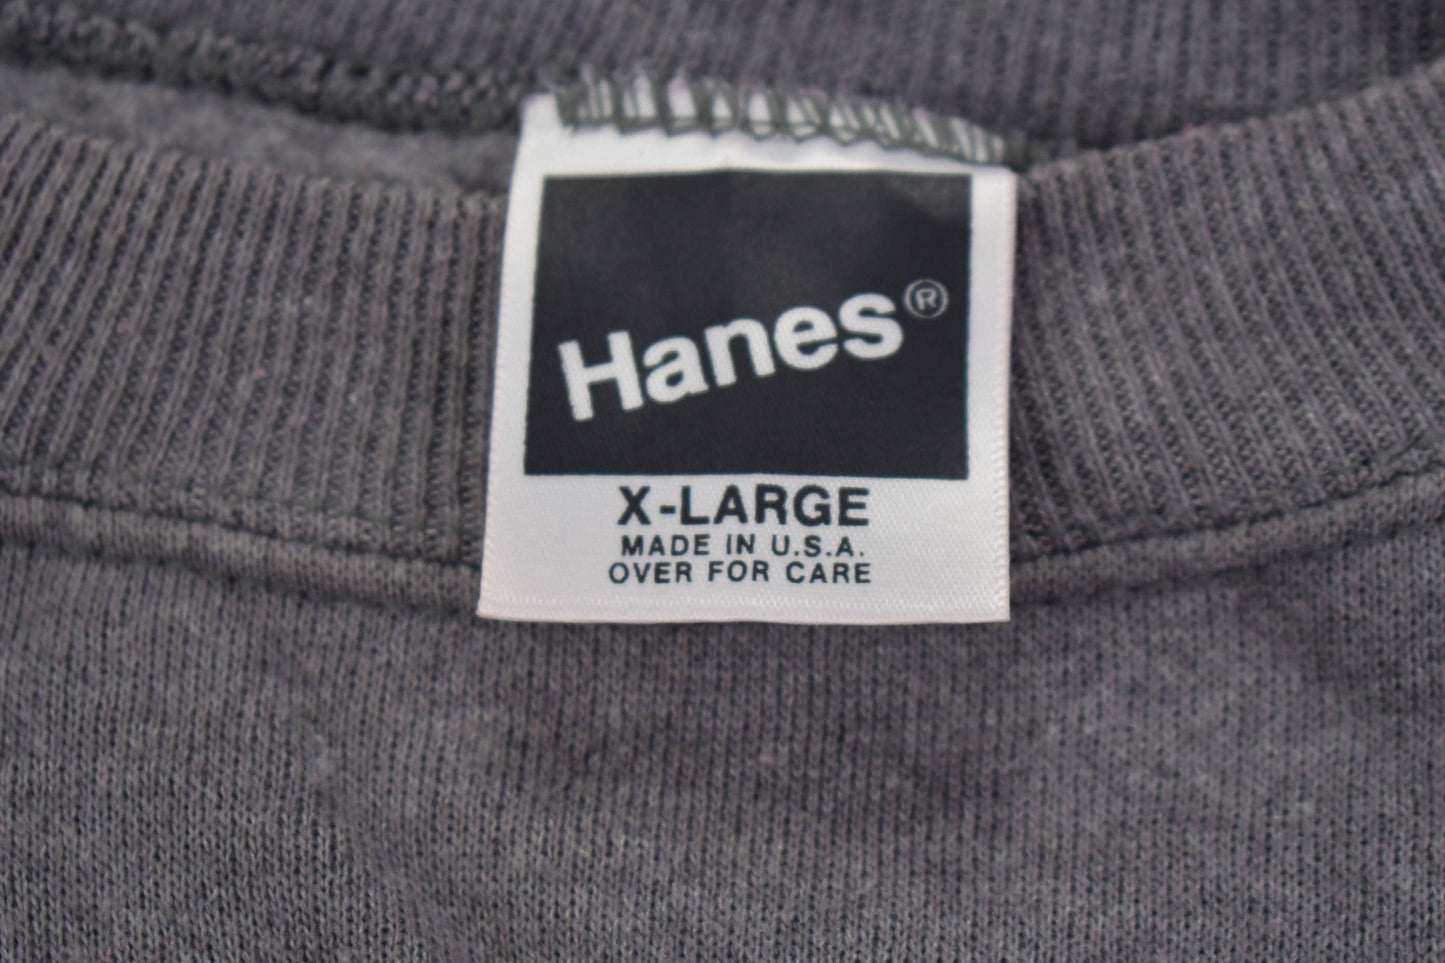 Hanes®
X-LARGE
MADE IN U.S.A.
OVER FOR CARE